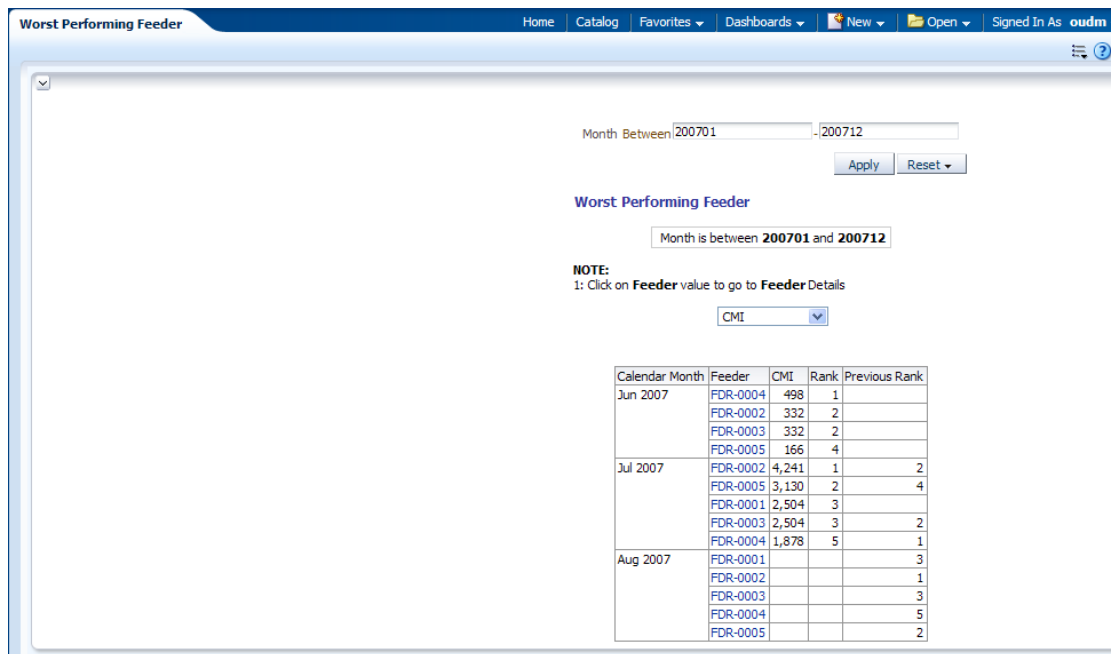 Worst Performing Feeder
Home Catalog Favorites Dashboards New Open Signed In As oudm
Month Between 200701 - 200712
Apply Reset
Worst Performing Feeder
Month is between 200701 and 200712
NOTE:
1: Click on Feeder value to go to Feeder Details
CMI
Calendar Month Feeder CMI Rank Previous Rank
Jun 2007 FDR-0004 498 1
FDR-0002 332 2
FDR-0003 332 2
FDR-0005 166 4
Jul 2007 FDR-0002 4,241 1 2
FDR-0005 3,130 2 4
FDR-0001 2,504 3
FDR-0003 2,504 3 2
FDR-0004 1,878 5 1
Aug 2007 FDR-0001 3
FDR-0002 1
FDR-0003 3
FDR-0004 5
FDR-0005 2